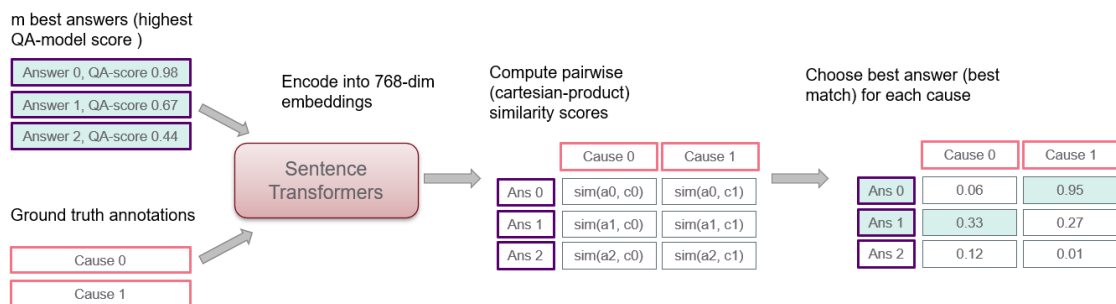 m best answers (highest
QA-model score )
Answer 0, QA-score 0.98
Answer 1, QA-score 0.67
Answer 2, QA-score 0.44
Ground truth annotations
Cause 0
Cause 1
Encode into 768-dim
embeddings
Sentence
Transformers
Compute pairwise
(cartesian-product)
similarity scores
Cause 0 Cause 1
Ans 0 sim(a0, c0) sim(a0, c1)
Ans 1 sim(a1, c0) sim(a1, c1)
Ans 2 sim(a2, c0) sim(a2, c1)
Choose best answer (best
match) for each cause
Cause 0 Cause 1
Ans 0 0.06 0.95
Ans 1 0.33 0.27
Ans 2 0.12 0.01